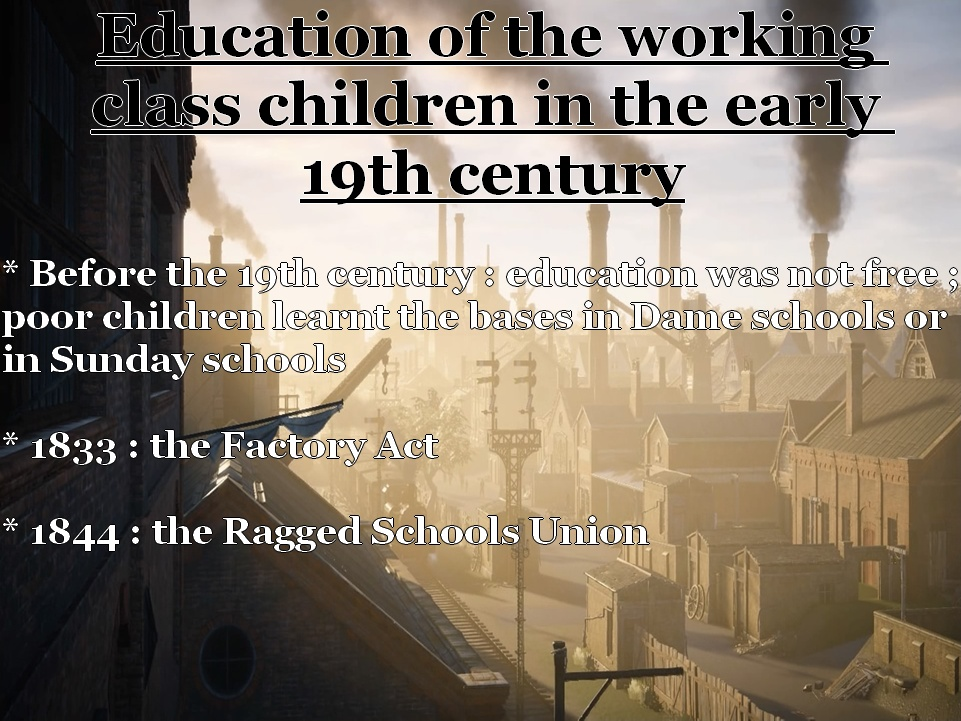 Education of the working
class children in the early
19th century
* Before the 19th century : education was not free ;
poor children learnt the bases in Dame schools or
in Sunday schools
* 1833 : the Factory Act
* 1844 : the Ragged Schools Union